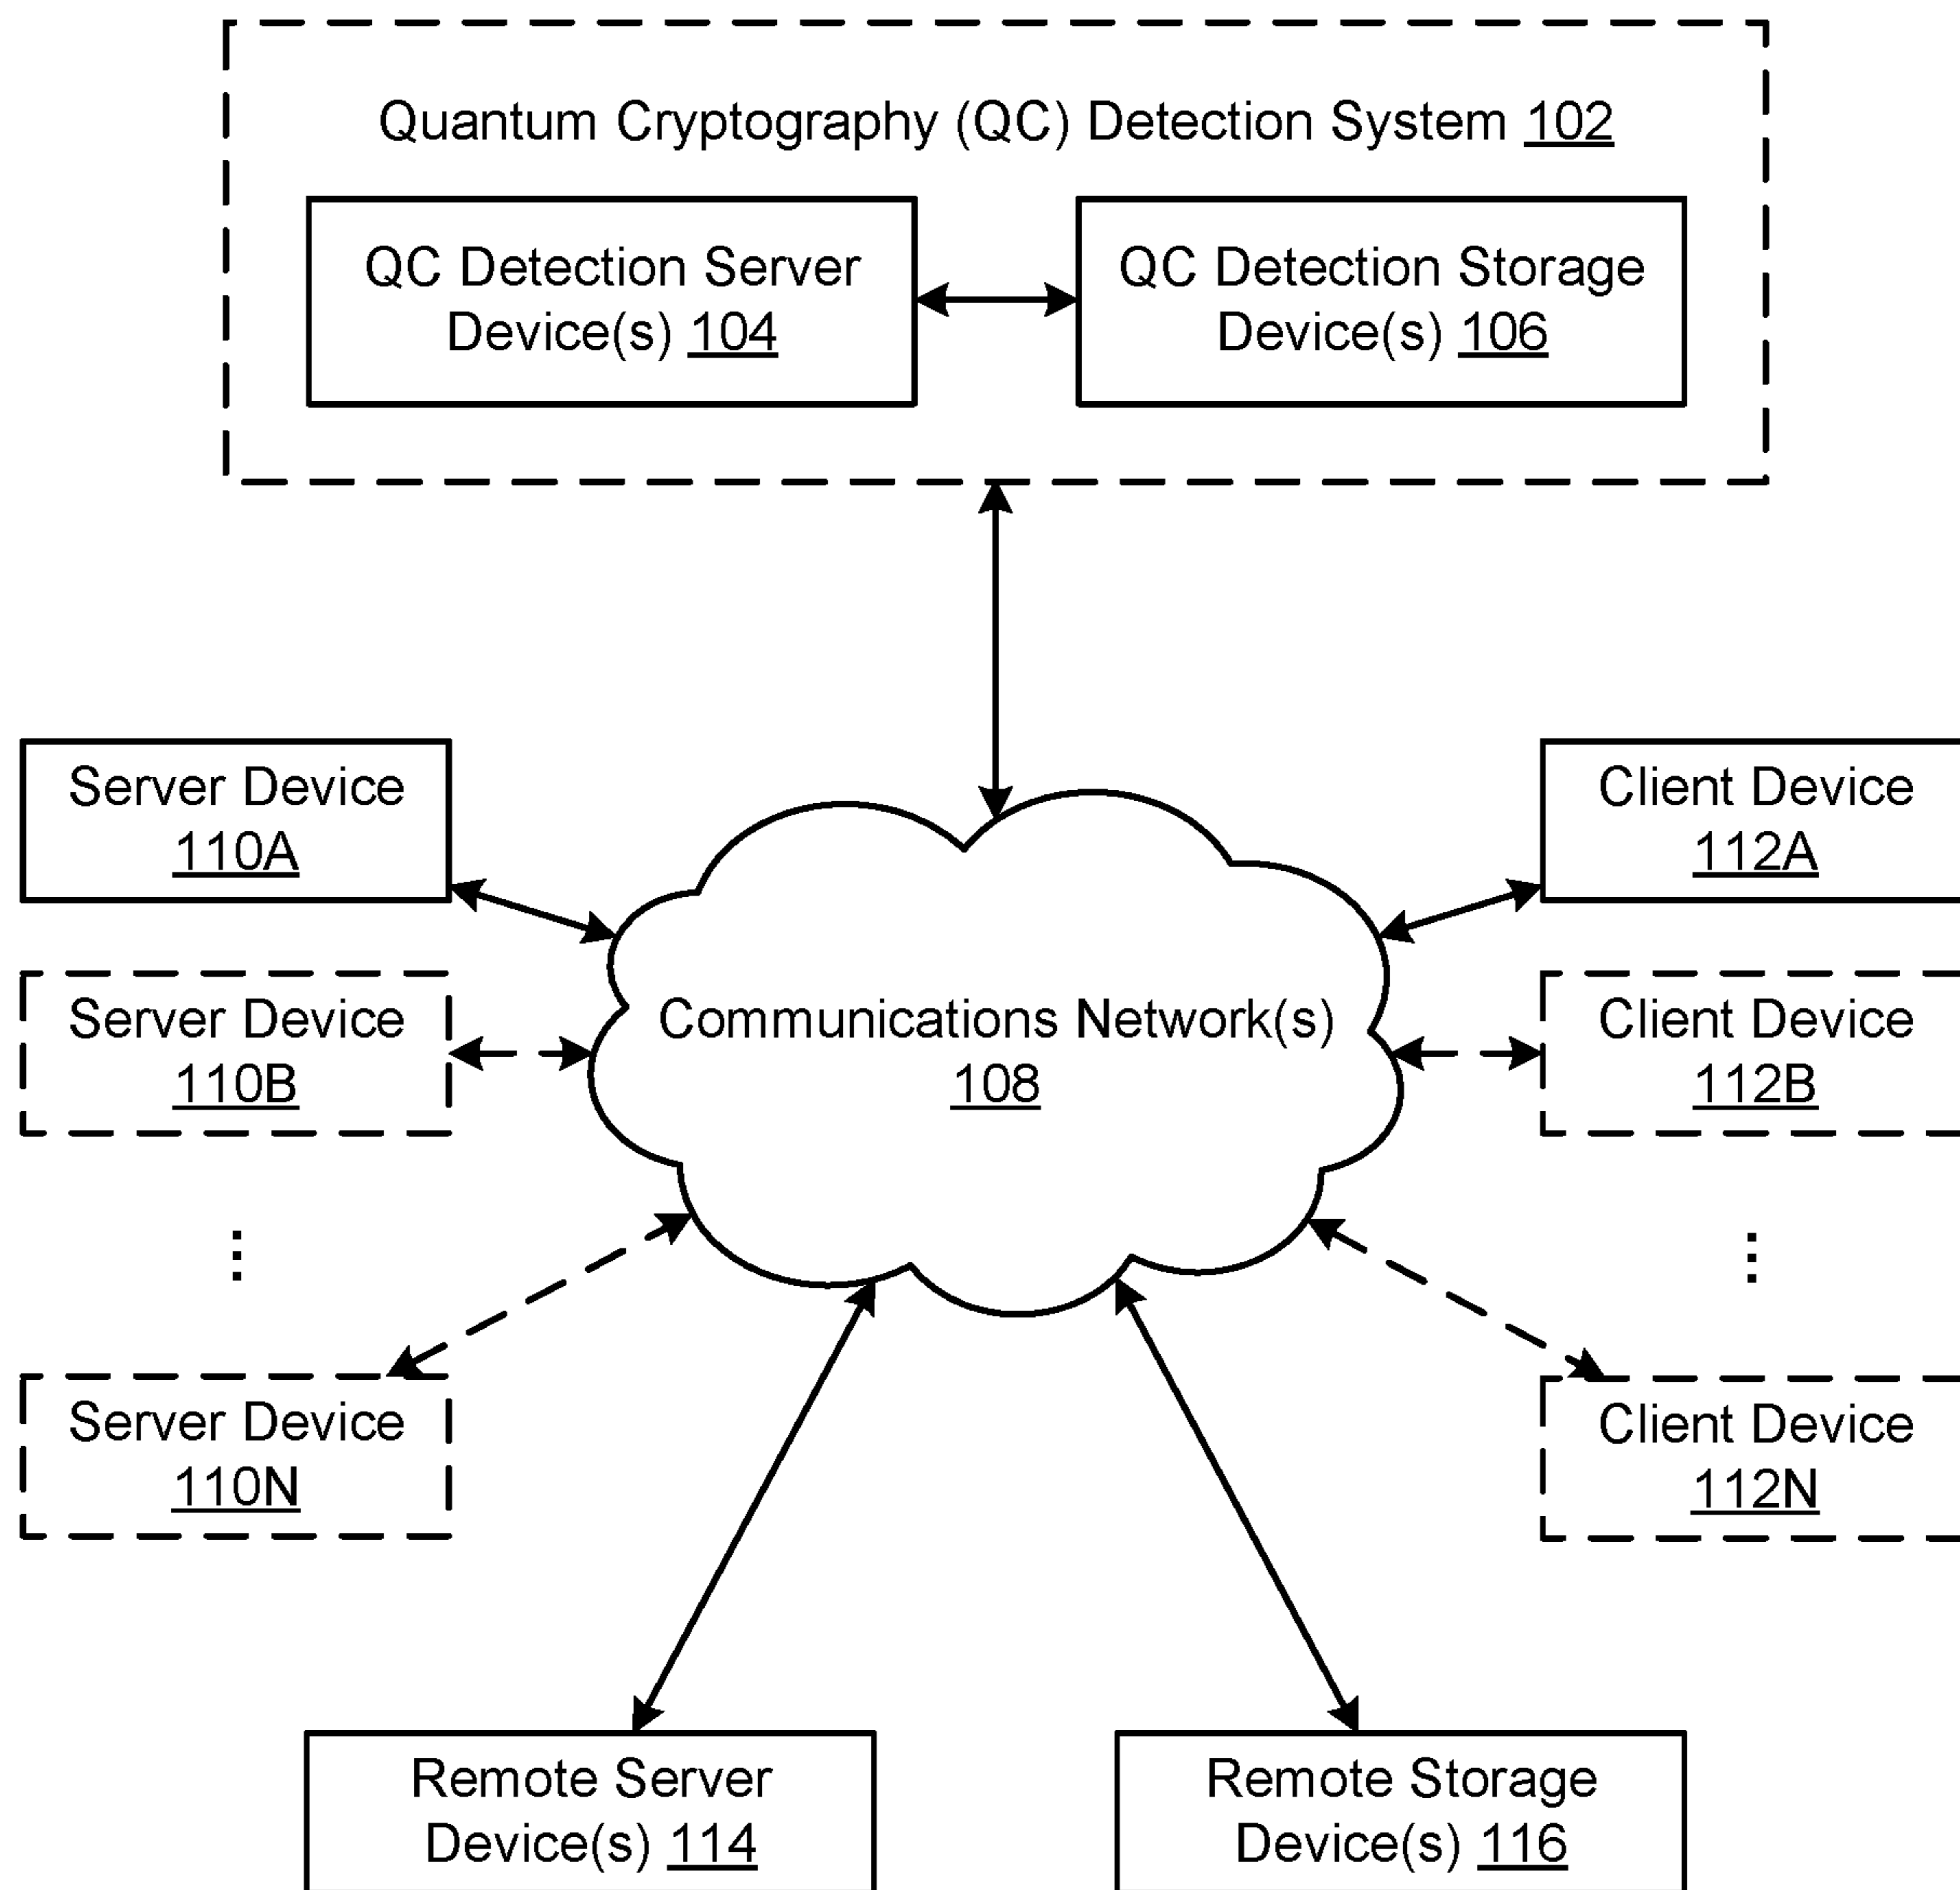 Quantum Cryptography (QC) Detection System 102
QC Detection Server
Device(s) 104
QC Detection Storage
Device(s) 106
Server Device
110A
Client Device
112A
Server Device
110B
Communications Network(s)
108
Client Device
112B
Server Device
110N
Client Device
112N
Remote Server
Device(s) 114
Remote Storage
Device(s) 116